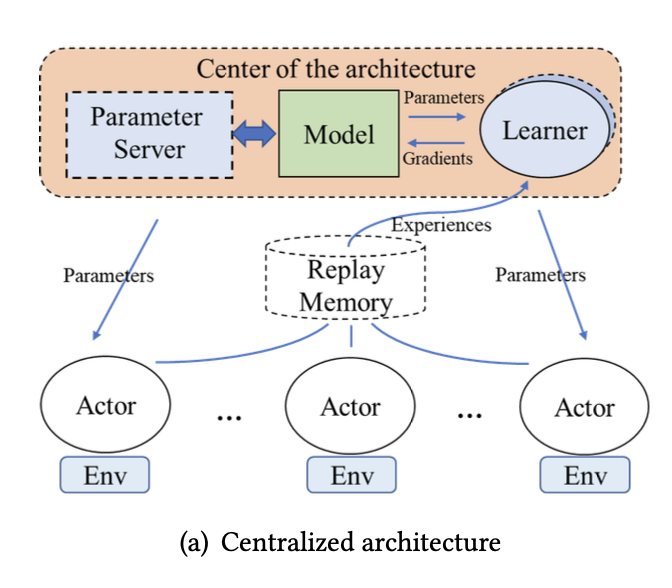 Center of the architecture
Parameter
Server
Model
Parameters
Gradients
Learner
Experiences
Parameters
Replay
Memory
Parameters
Actor
...
Actor
...
Actor
Env
Env
Env
(a) Centralized architecture